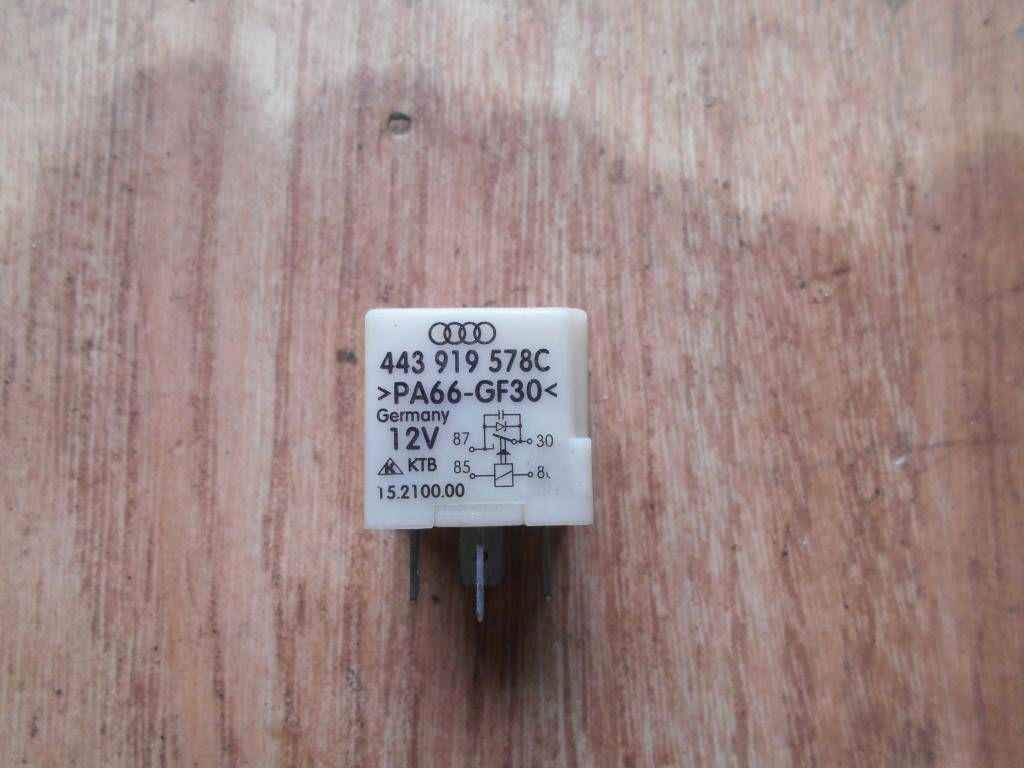 443 919 578C
>PA66-GF30<
Germany
12V
87 30
KTB
85
15.2100.00